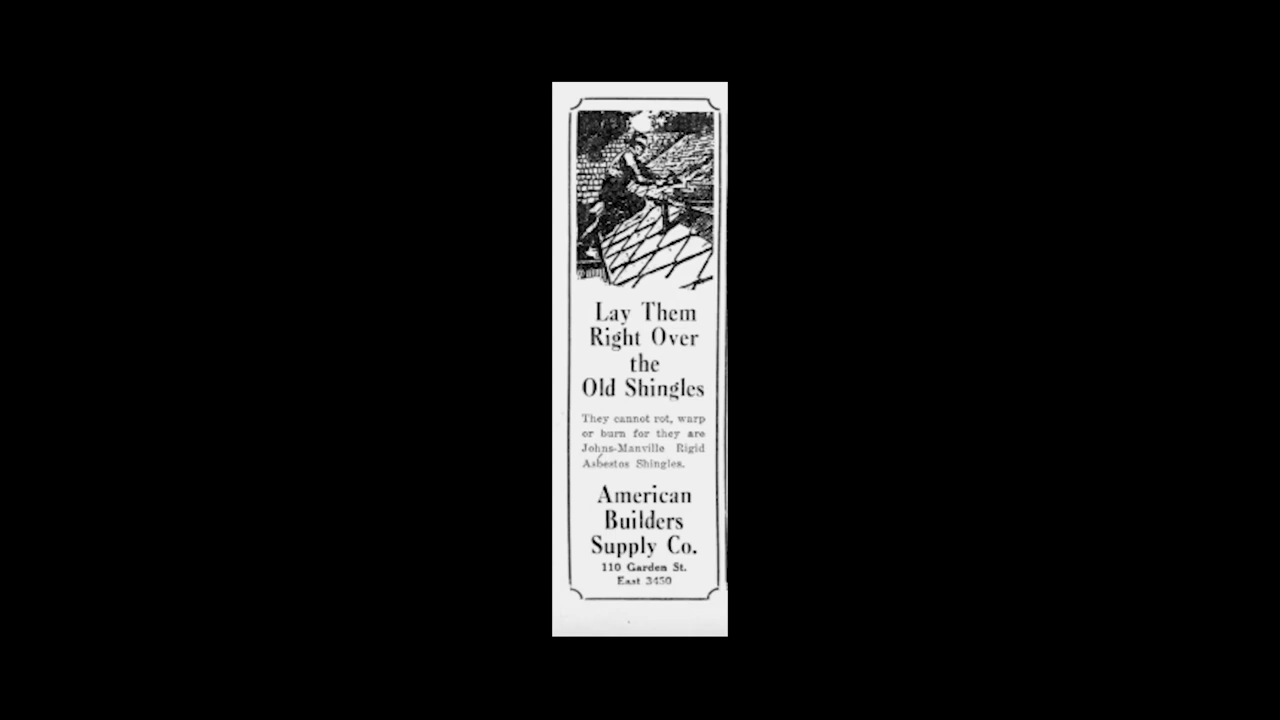 Lay Them
Right Over
the
Old Shingles
They cannot rot, warp
or burn for they are
Johns-Manville Rigid
Asbestos Shingles.
American
Builders
Supply Co.
110 Garden St.
East 3450